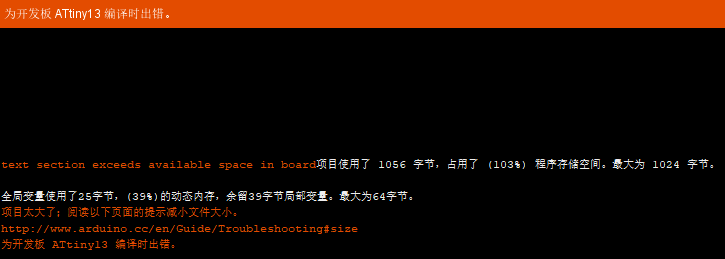 为开发板 ATtiny13 编译时出错。
text section exceeds available space in board项目使用了 1056 字节，占用了 (103%) 程序存储空间。最大为 1024 字节。
全局变量使用了25字节，(39%)的动态内存，余留39字节局部变量。最大为64字节。
项目太大了；阅读以下页面的提示减小文件大小。
http://www.arduino.cc/en/Guide/Troubleshooting#size
为开发板 ATtiny13 编译时出错。